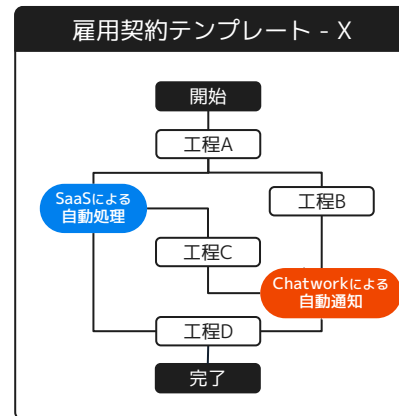 雇用契約テンプレート - X
開始
工程A
SaaSによる
自動処理
工程B
工程C
Chatworkによる
自動通知
工程D
完了